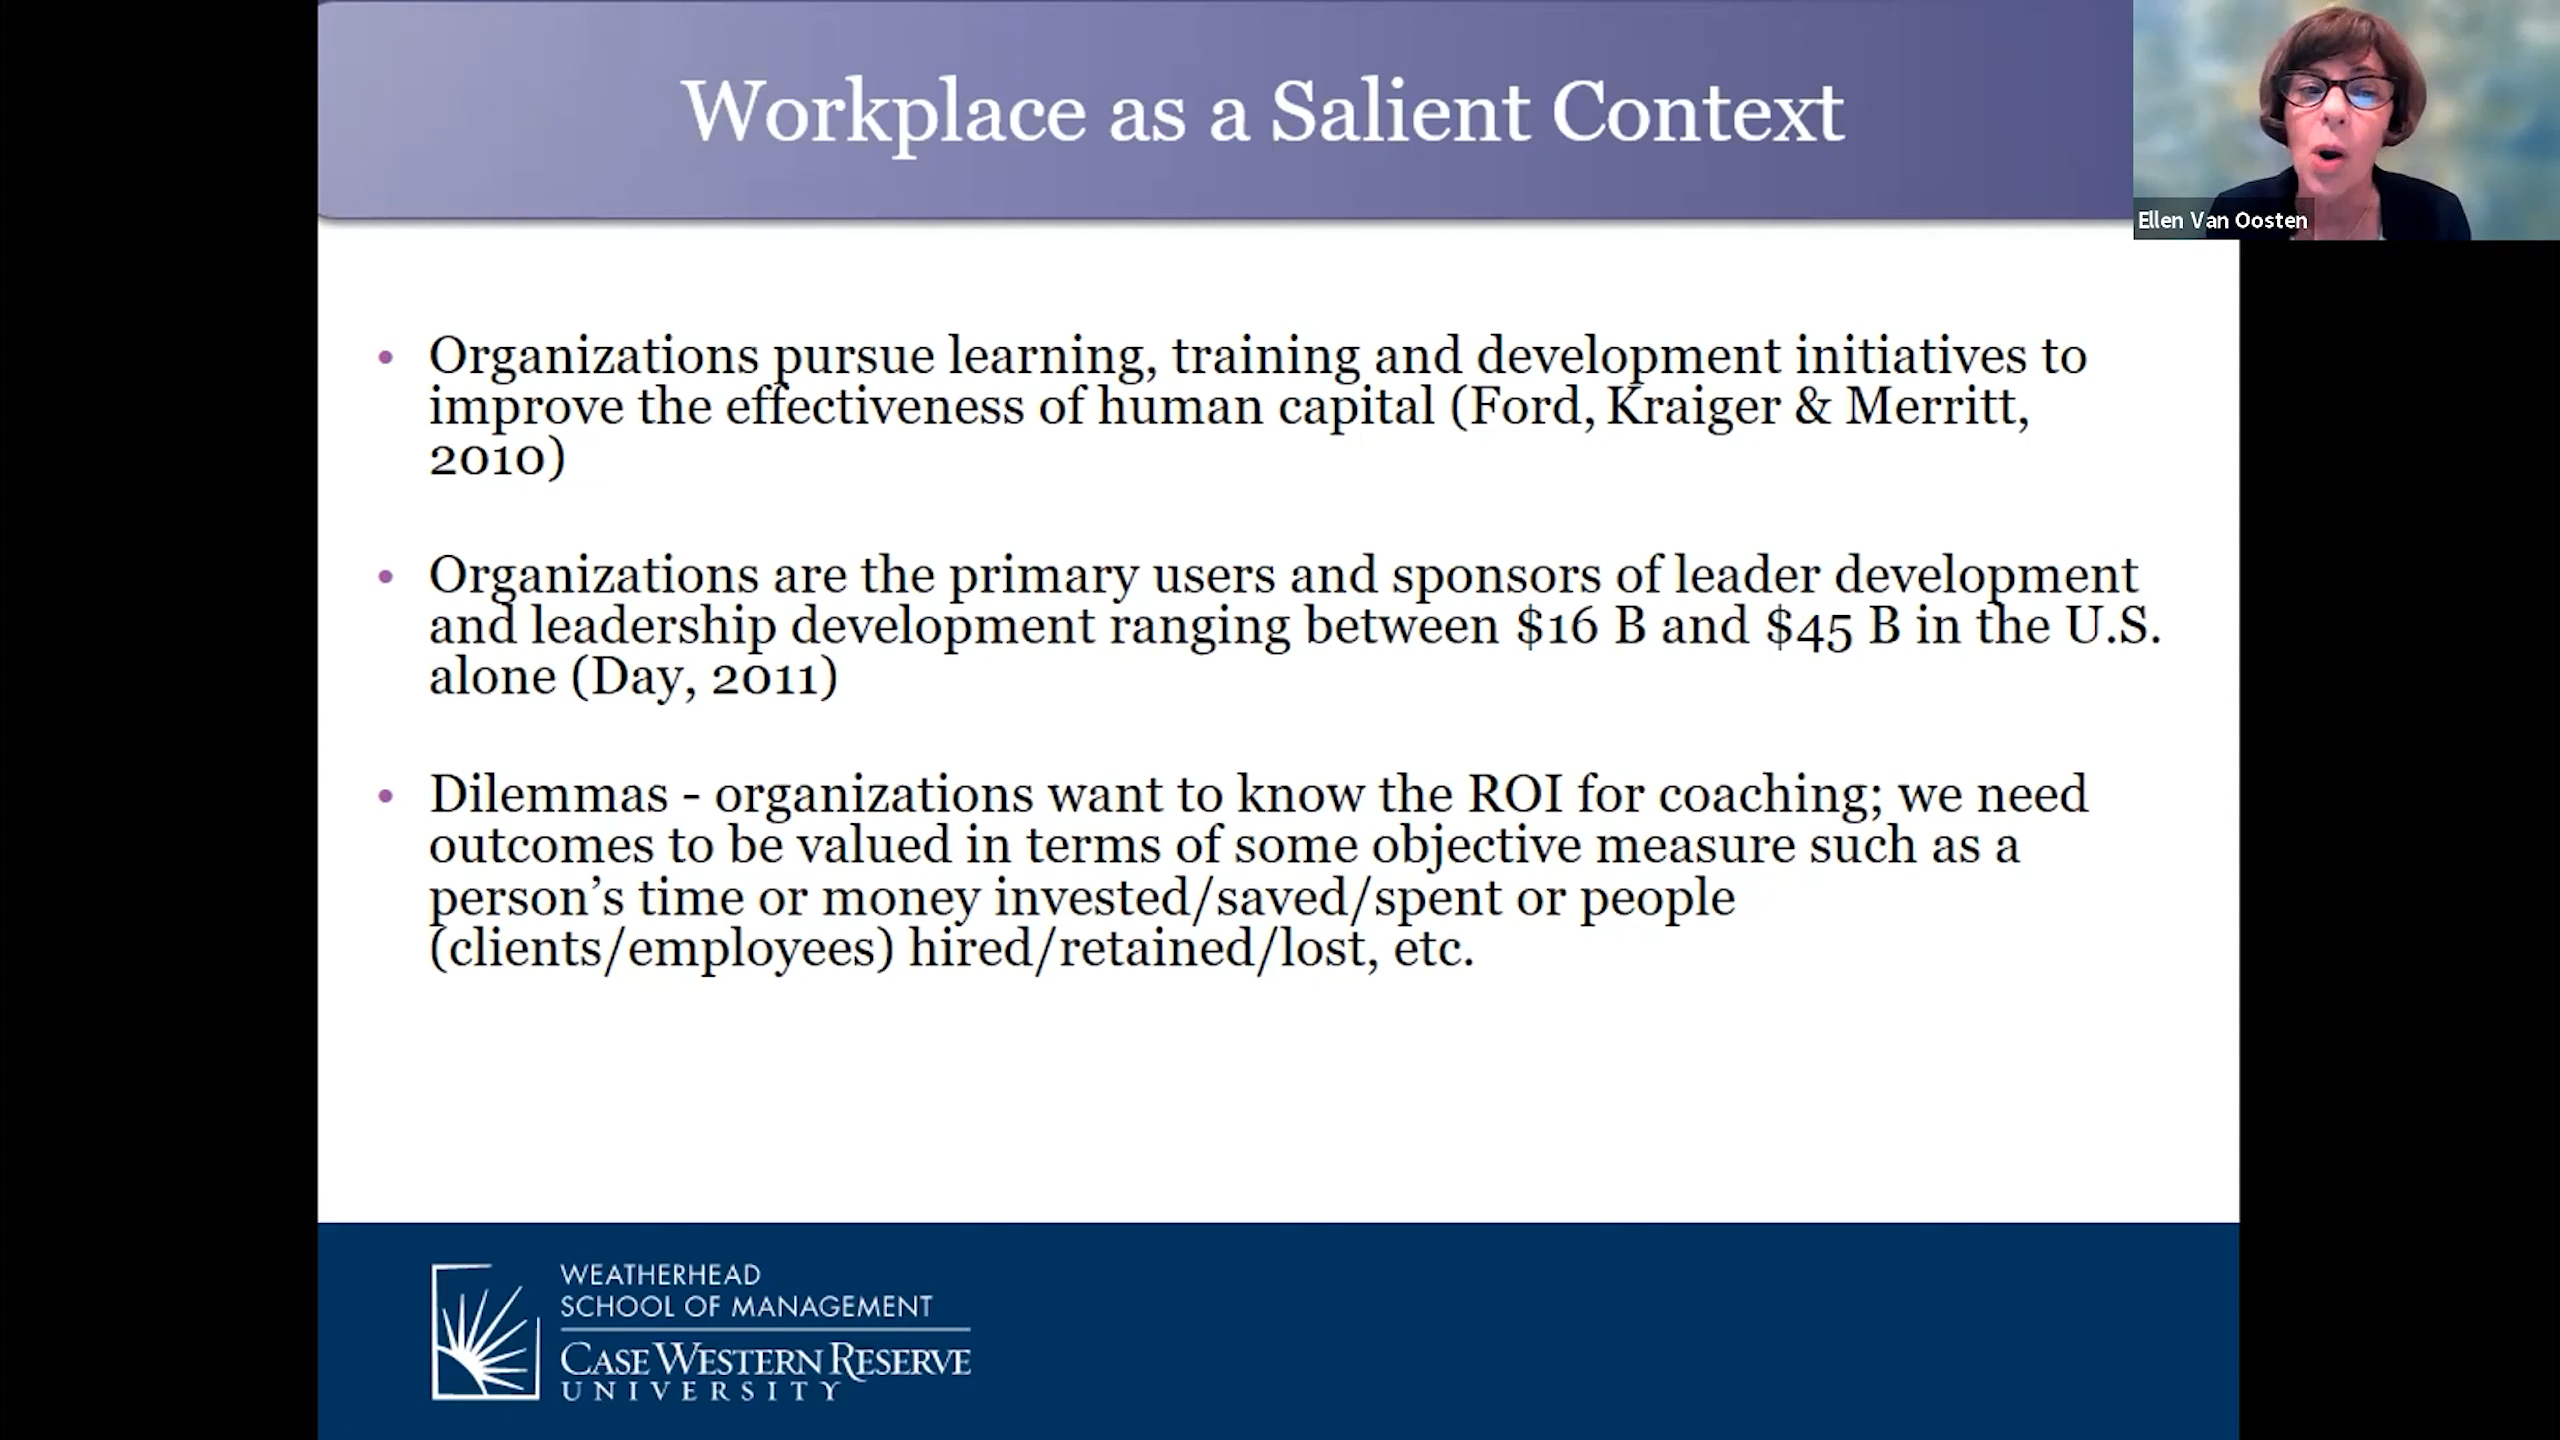 Workplace as a Salient Context
Ellen Van Oosten
• Organizations pursue learning, training and development initiatives to
improve the effectiveness of human capital (Ford, Kraiger & Merritt,
2010)
• Organizations are the primary users and sponsors of leader development
and leadership development ranging between $16 B and $45 B in the U.S.
alone (Day, 2011)
• Dilemmas - organizations want to know the ROI for coaching; we need
outcomes to be valued in terms of some objective measure such as a
person’s time or money invested/saved/spent or people
(clients/employees) hired/retained/lost, etc.
WEATHERHEAD
SCHOOL OF MANAGEMENT
CASE WESTERN RESERVE
UNIVERSITY